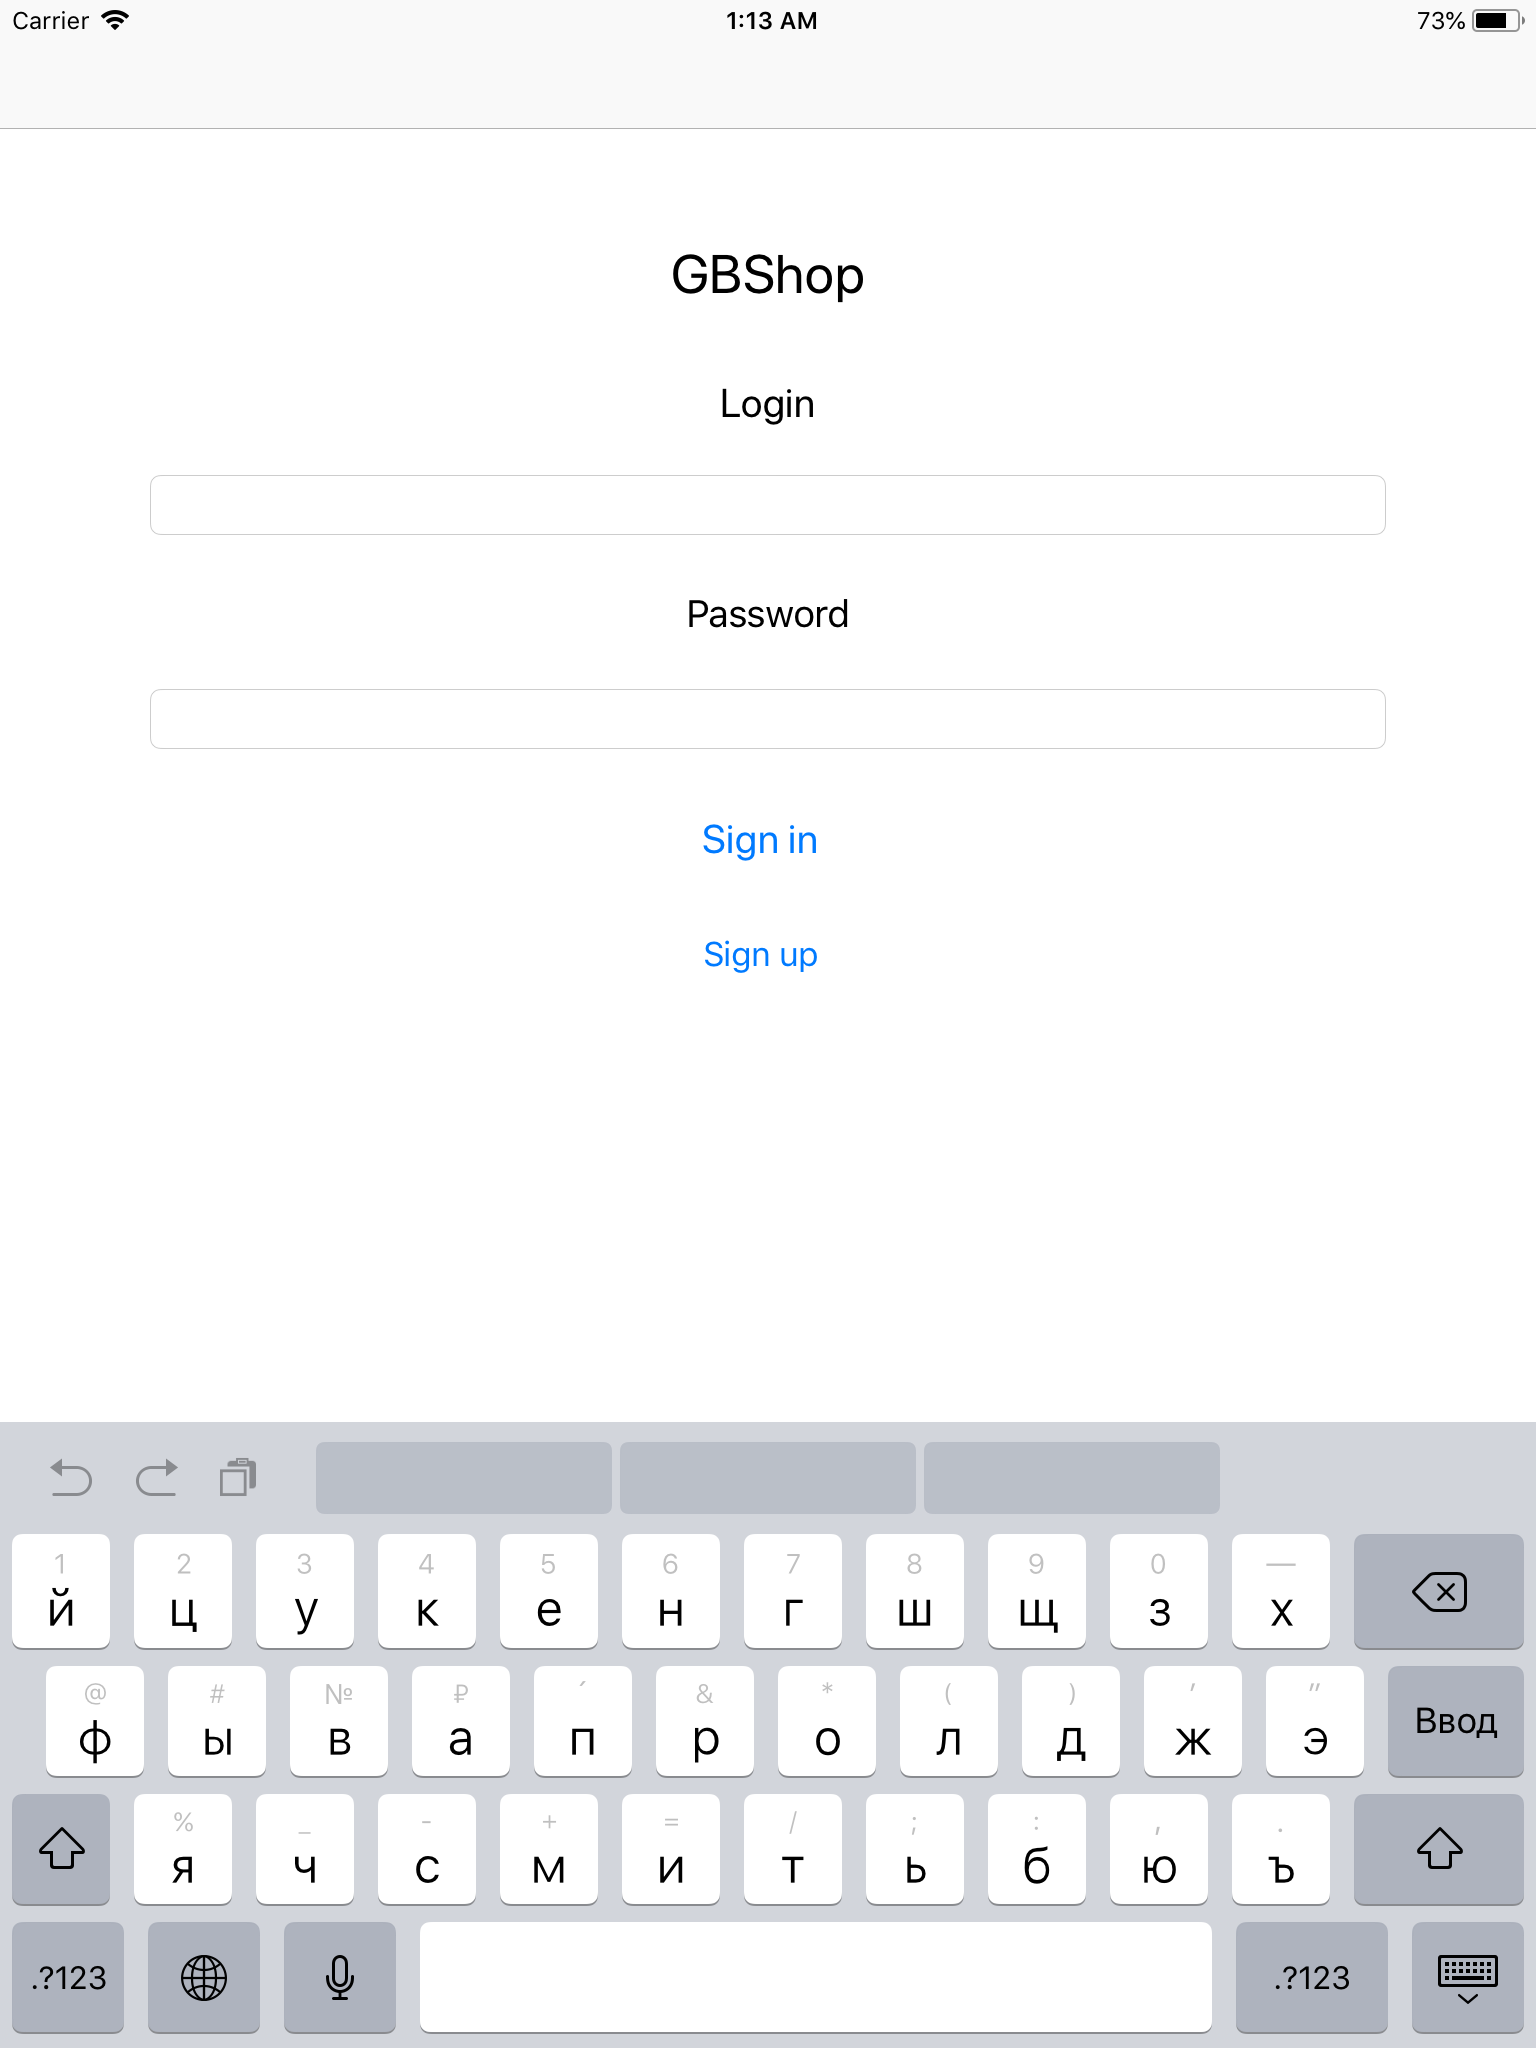 Carrier 1:13 AM 73%
GBShop
Login
Password
Sign in
Sign up
1 2 3 4 5 6 7 8 9 0 —
й ц у к е н г ш щ з х
@ # № ₽ ´ & * ( ) ′ ″
ф ы в а п р о л д ж э Ввод
% _ - + = / ; : , .
я ч с м и т ь б ю ъ
.?123 .?123